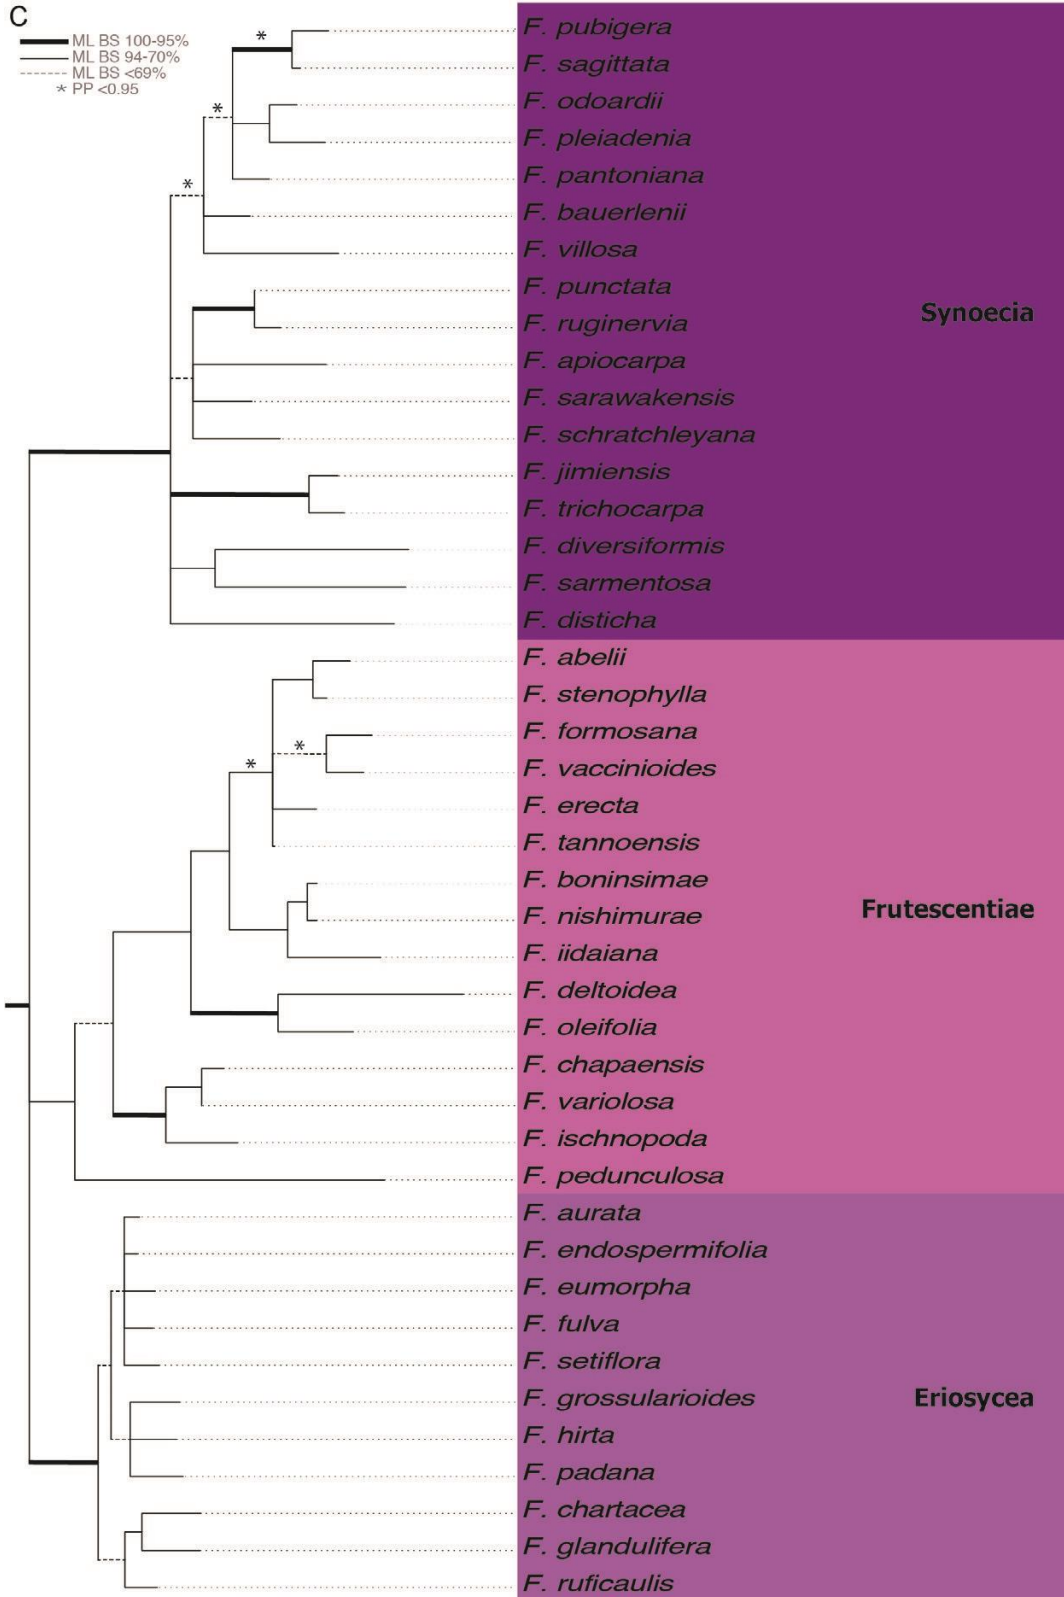 C
ML BS 100-95%
ML BS 94-70%
ML BS <69%
* PP <0.95
*
*
*
*
*
F. pubigera
F. sagittata
F. odoardii
F. pleiadenia
F. pantoniana
F. bauerlenii
F. villosa
F. punctata
F. ruginervia
F. apiocarpa
F. sarawakensis
F. schratchleyana
F. jimiensis
F. trichocarpa
F. diversiformis
F. sarmentosa
F. disticha
Synoecia
F. abelii
F. stenophylla
F. formosana
F. vaccinioides
F. erecta
F. tannoensis
F. boninsimae
F. nishimurae
F. iidaiana
F. deltoidea
F. oleifolia
F. chapaensis
F. variolosa
F. ischnopoda
F. pedunculosa
Frutescentiae
F. aurata
F. endospermifolia
F. eumorpha
F. fulva
F. setiflora
F. grossularioides
F. hirta
F. padana
F. chartacea
F. glandulifera
F. ruficaulis
Eriosycea